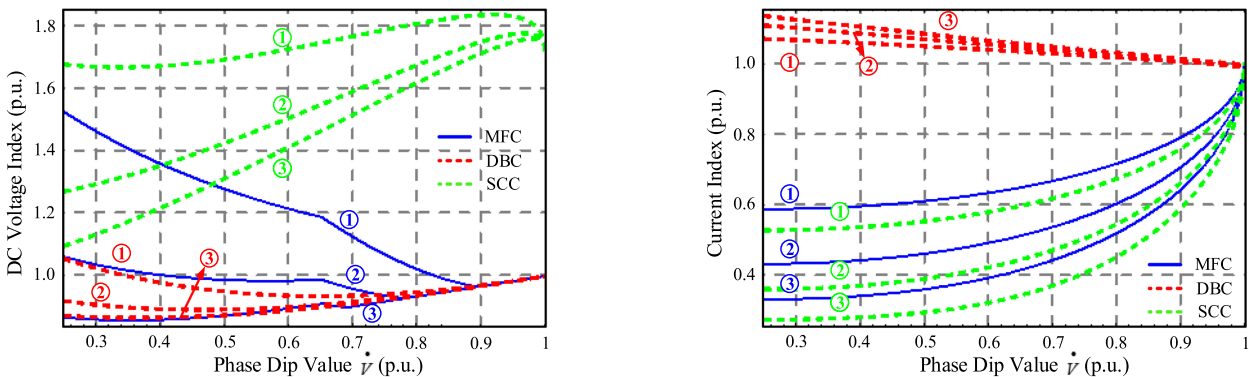 DC Voltage Index (p.u.)
1.8
1.6
1.4
1.2
1.0
0.3 0.4 0.5 0.6 0.7 0.8 0.9 1
Phase Dip Value V̇ (p.u.)
① ② ③
① ② ③
① ② ③
MFC
DBC
SCC
Current Index (p.u.)
1.0
0.8
0.6
0.4
0.3 0.4 0.5 0.6 0.7 0.8 0.9 1
Phase Dip Value V̇ (p.u.)
① ② ③
① ② ③
① ② ③
MFC
DBC
SCC